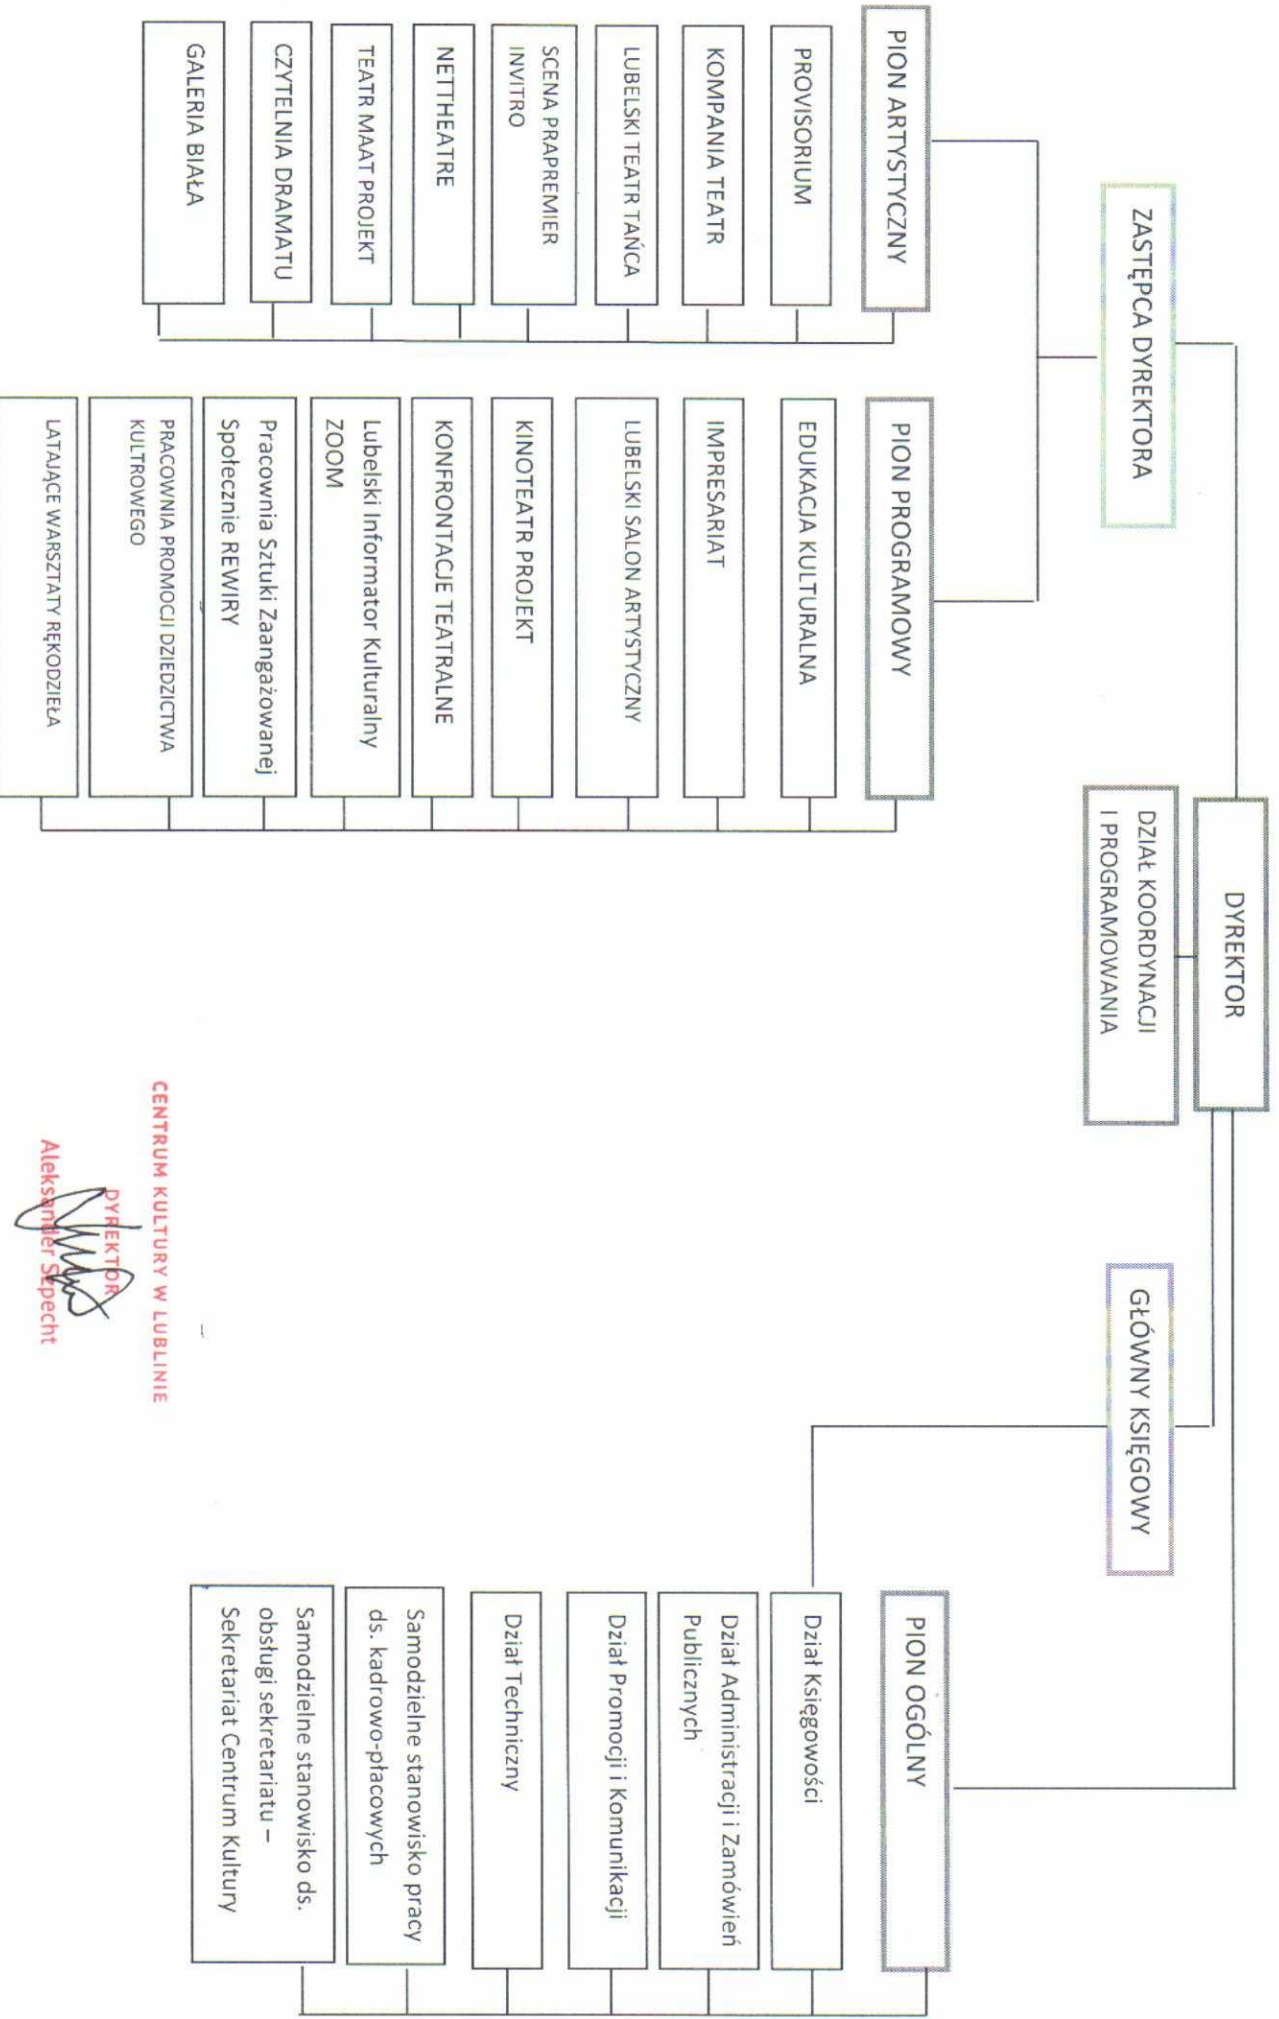 DYREKTOR
DZIAŁ KOORDYNACJI
I PROGRAMOWANIA
ZASTĘPCA DYREKTORA
GŁÓWNY KSIĘGOWY
PION ARTYSTYCZNY
PROVISORIUM
KOMPANIA TEATR
LUBELSKI TEATR TAŃCA
SCENA PRAPREMIER
INVITRO
NETTHEATRE
TEATR MAAT PROJEKT
CZYTELNIA DRAMATU
GALERIA BIAŁA
PION PROGRAMOWY
EDUKACJA KULTURALNA
IMPRESARIAT
LUBELSKI SALON ARTYSTYCZNY
KINOTEATR PROJEKT
KONFRONTACJE TEATRALNE
Lubelski Informator Kulturalny
ZOOM
Pracownia Sztuki Zaangażowanej
Społecznie REWIRY
PRACOWNIA PROMOCJI DZIEDZICTWA
KULTROWEGO
LATAJĄCE WARSZTATY RĘKODZIEŁA
PION OGÓLNY
Dział Księgowości
Dział Administracji i Zamówień
Publicznych
Dział Promocji i Komunikacji
Dział Techniczny
Samodzielne stanowisko pracy
ds. kadrowo-płacowych
Samodzielne stanowisko ds.
obsługi sekretariatu –
Sekretariat Centrum Kultury
CENTRUM KULTURY W LUBLINIE
DYREKTOR
Aleksander Szpecht